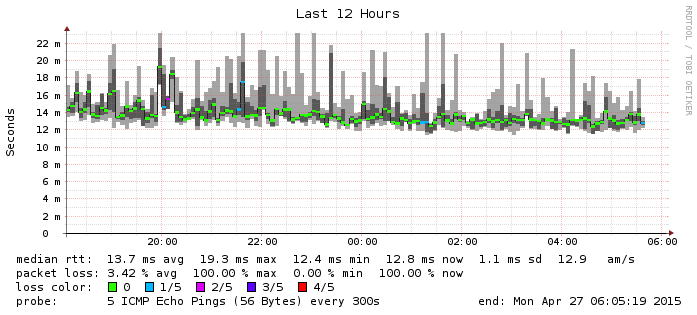 Last 12 Hours
RRDTOOL / TOBI OETIKER
Seconds
22 m
20 m
18 m
16 m
14 m
12 m
10 m
8 m
6 m
4 m
2 m
0
20:00 22:00 00:00 02:00 04:00 06:00
median rtt: 13.7 ms avg 19.3 ms max 12.4 ms min 12.8 ms now 1.1 ms sd 12.9 am/s
packet loss: 3.42 % avg 100.00 % max 0.00 % min 100.00 % now
loss color: 0 1/5 2/5 3/5 4/5
probe: 5 ICMP Echo Pings (56 Bytes) every 300s end: Mon Apr 27 06:05:19 2015